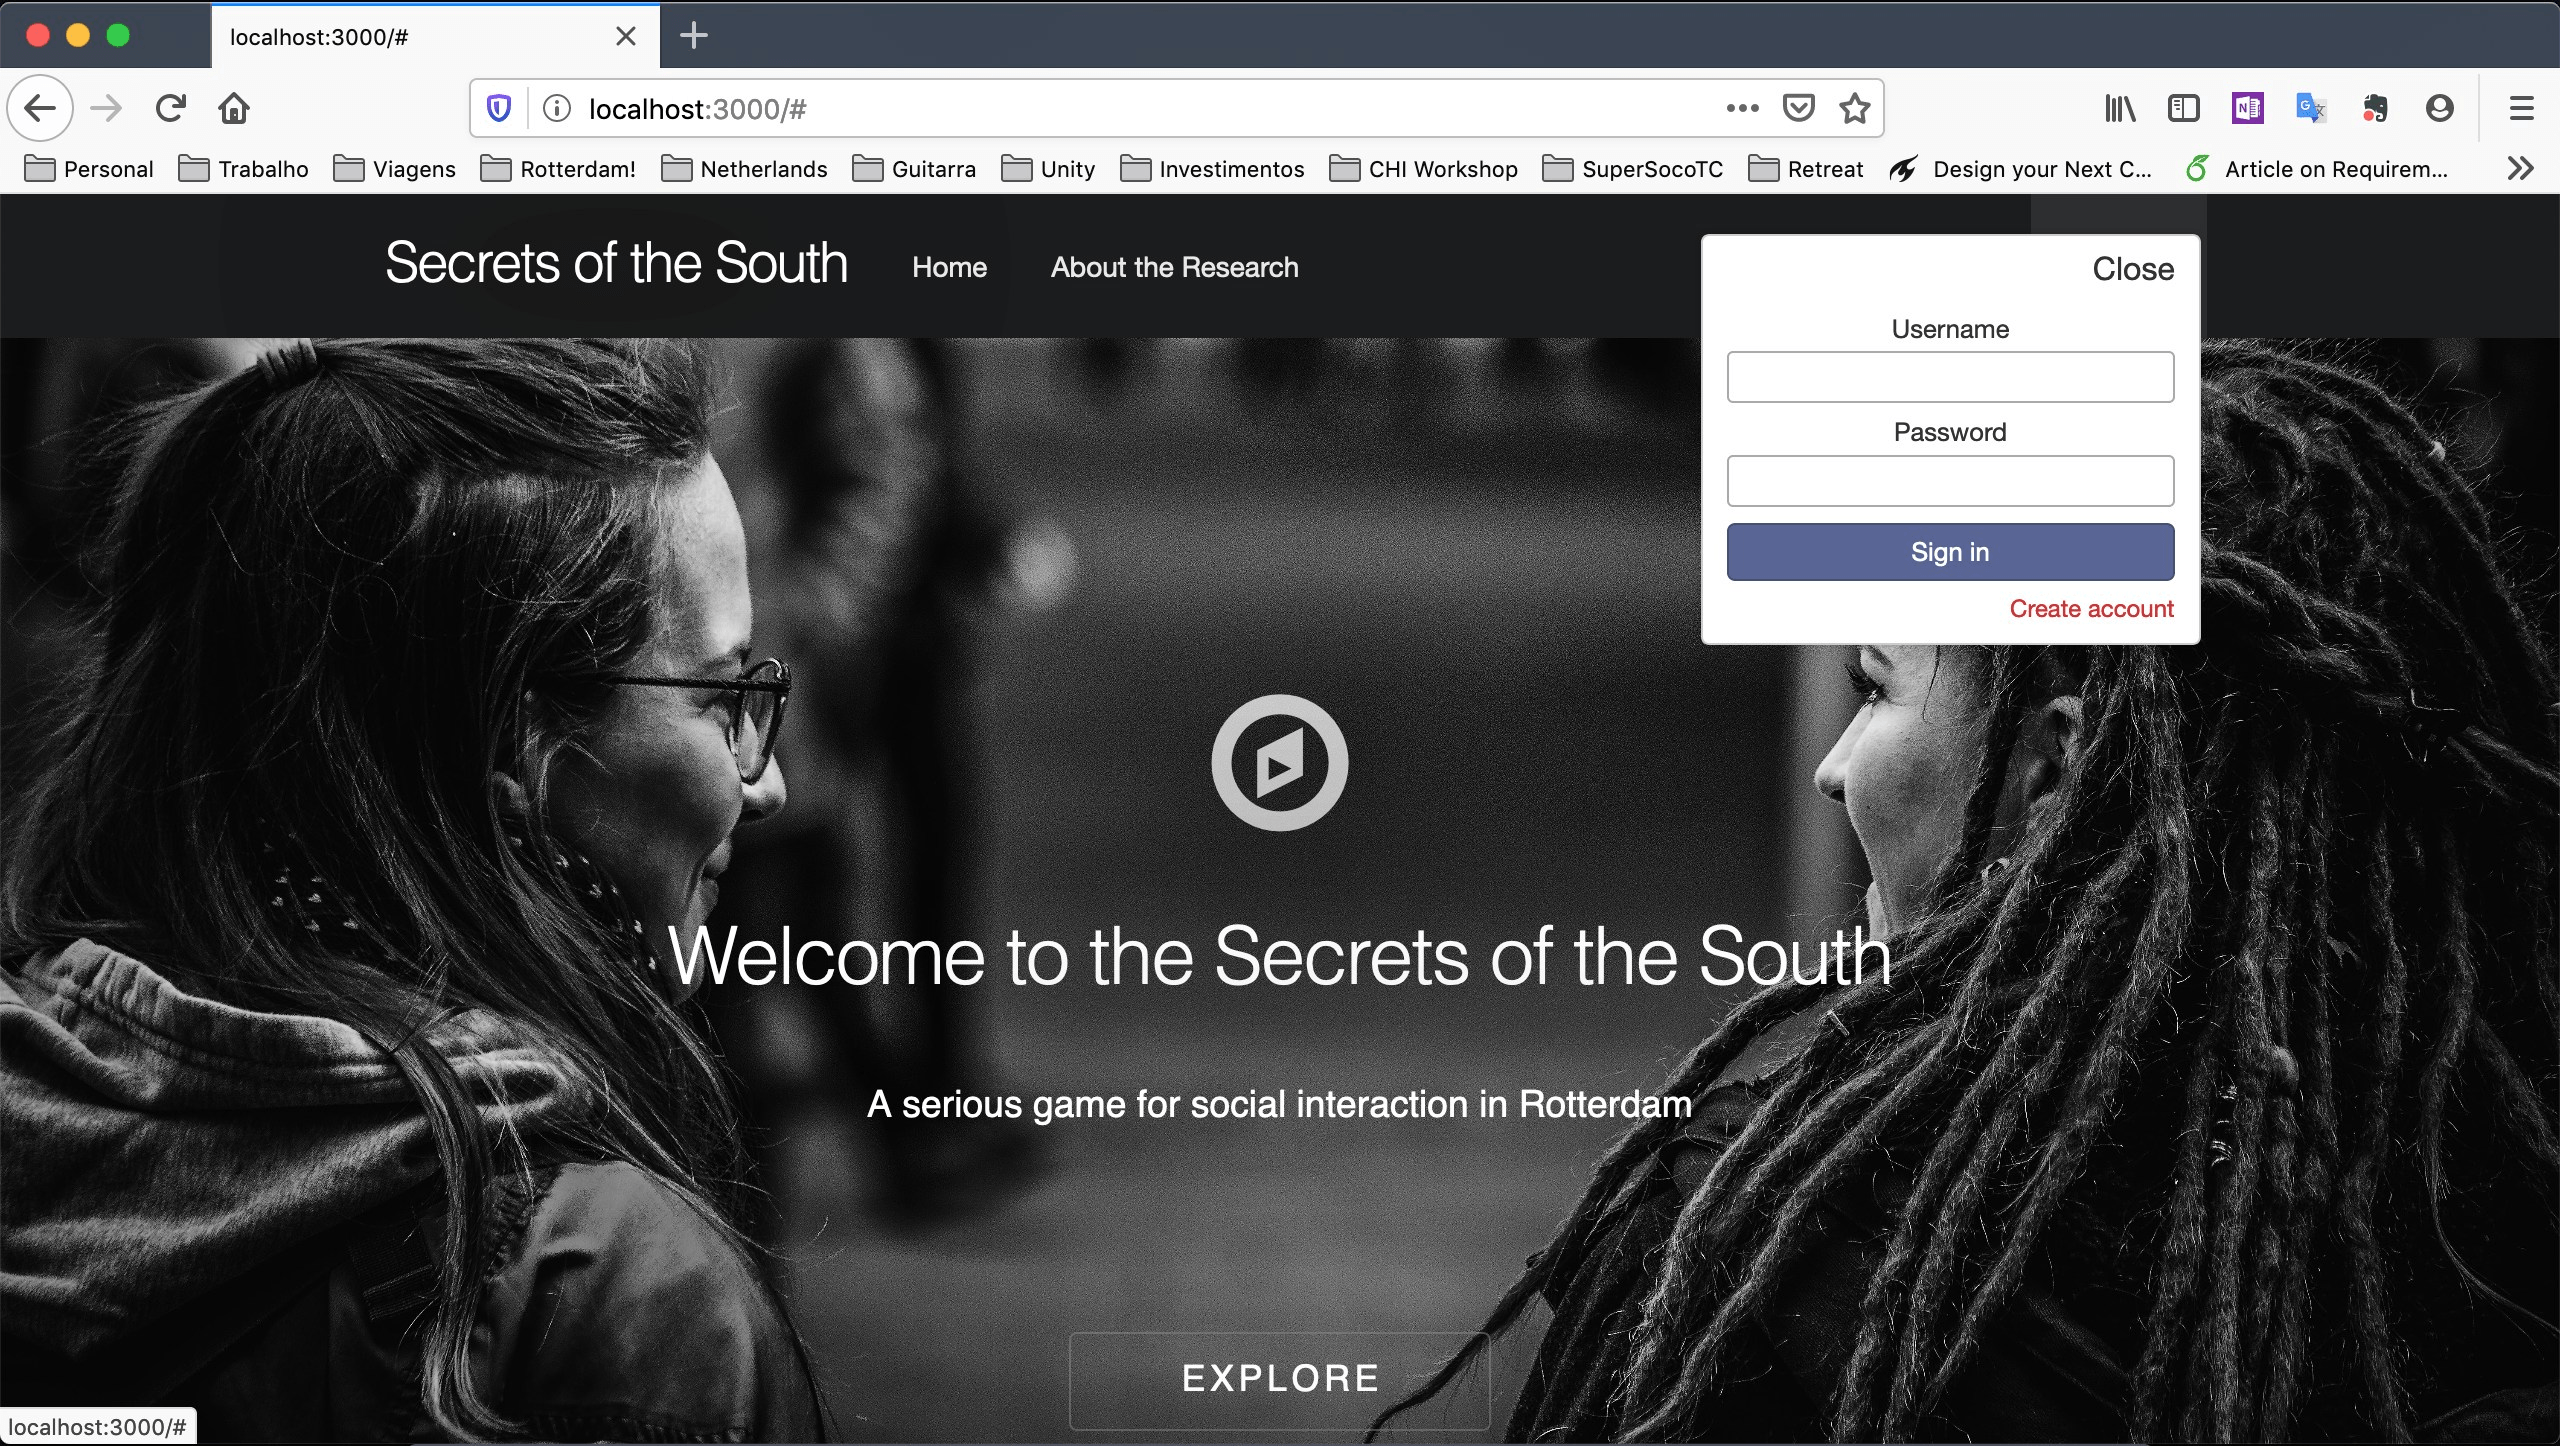 localhost:3000/#
localhost:3000/#
Personal Trabalho Viagens Rotterdam! Netherlands Guitarra Unity Investimentos CHI Workshop SuperSocoTC Retreat Design your Next C... Article on Requirem...
Secrets of the South Home About the Research
Close
Username
Password
Sign in
Create account
Welcome to the Secrets of the South
A serious game for social interaction in Rotterdam
EXPLORE
localhost:3000/#